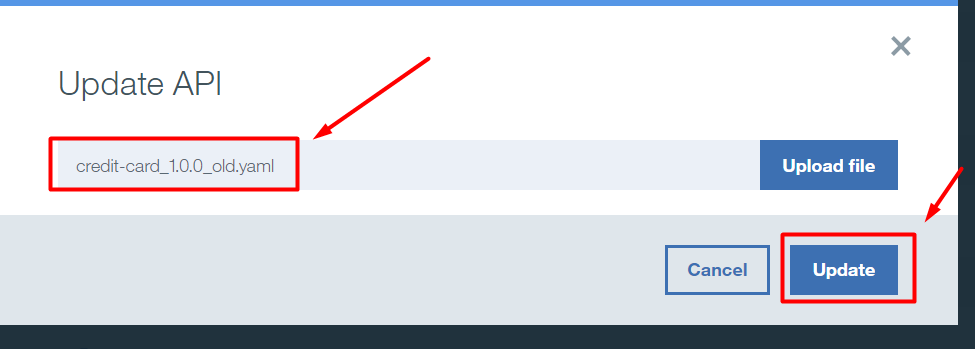 Update API
credit-card_1.0.0_old.yaml
Upload file
Cancel
Update